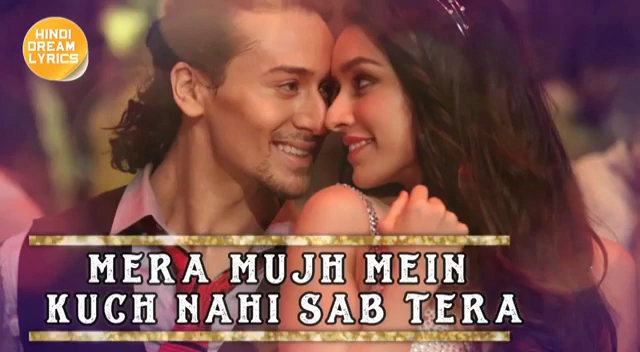 HINDI
DREAM
LYRICS
MERA MUJH MEIN
KUCH NAHI SAB TERA